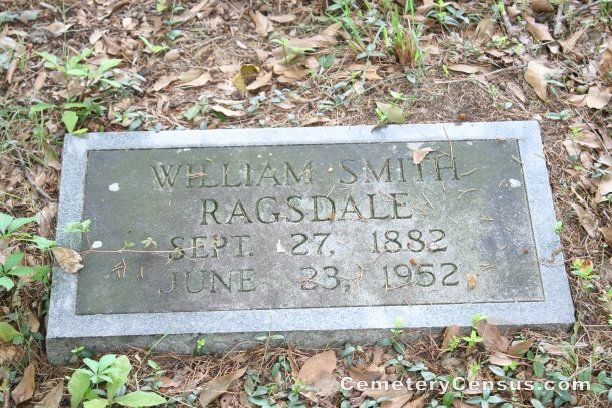 WILLIAM SMITH
RAGSDALE
SEPT. 27, 1882
JUNE 23, 1952
CemeteryCensus.com